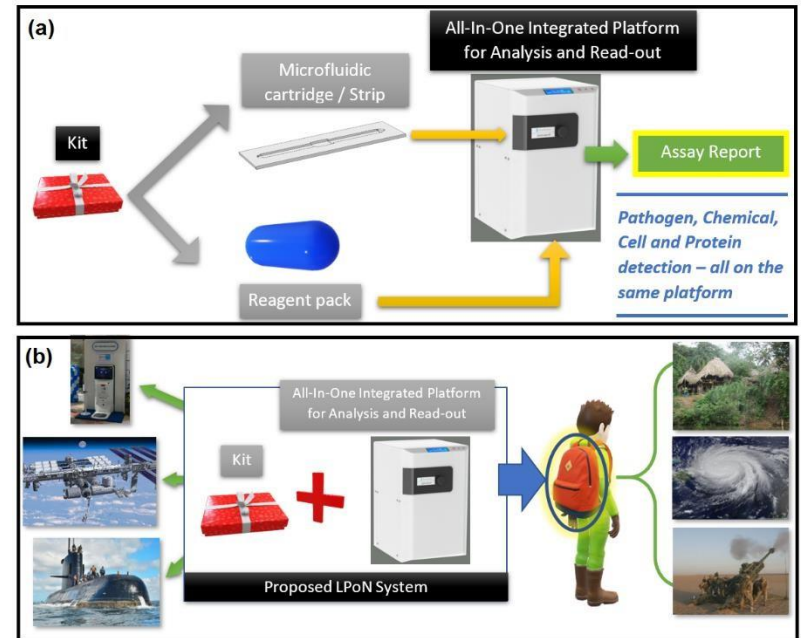 (a)
All-In-One Integrated Platform
for Analysis and Read-out
Microfluidic
cartridge / Strip
Kit
Assay Report
Pathogen, Chemical,
Cell and Protein
detection – all on the
same platform
Reagent pack
(b)
All-In-One Integrated Platform
for Analysis and Read-out
Kit
Proposed LPoN System